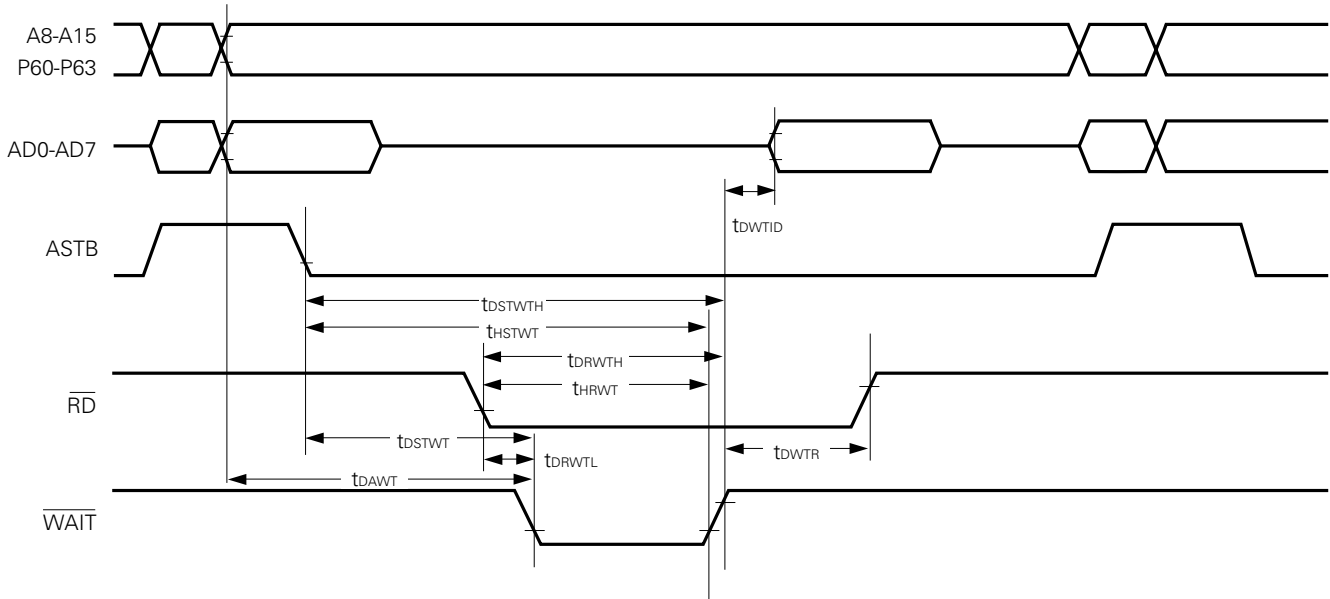 A8-A15
P60-P63
AD0-AD7
tDWTID
ASTB
tDSTWTH
tHSTWT
tDRWTH
tHRWT
RD
tDSTWT
tDRWTL
tDWTR
tDAWT
WAIT